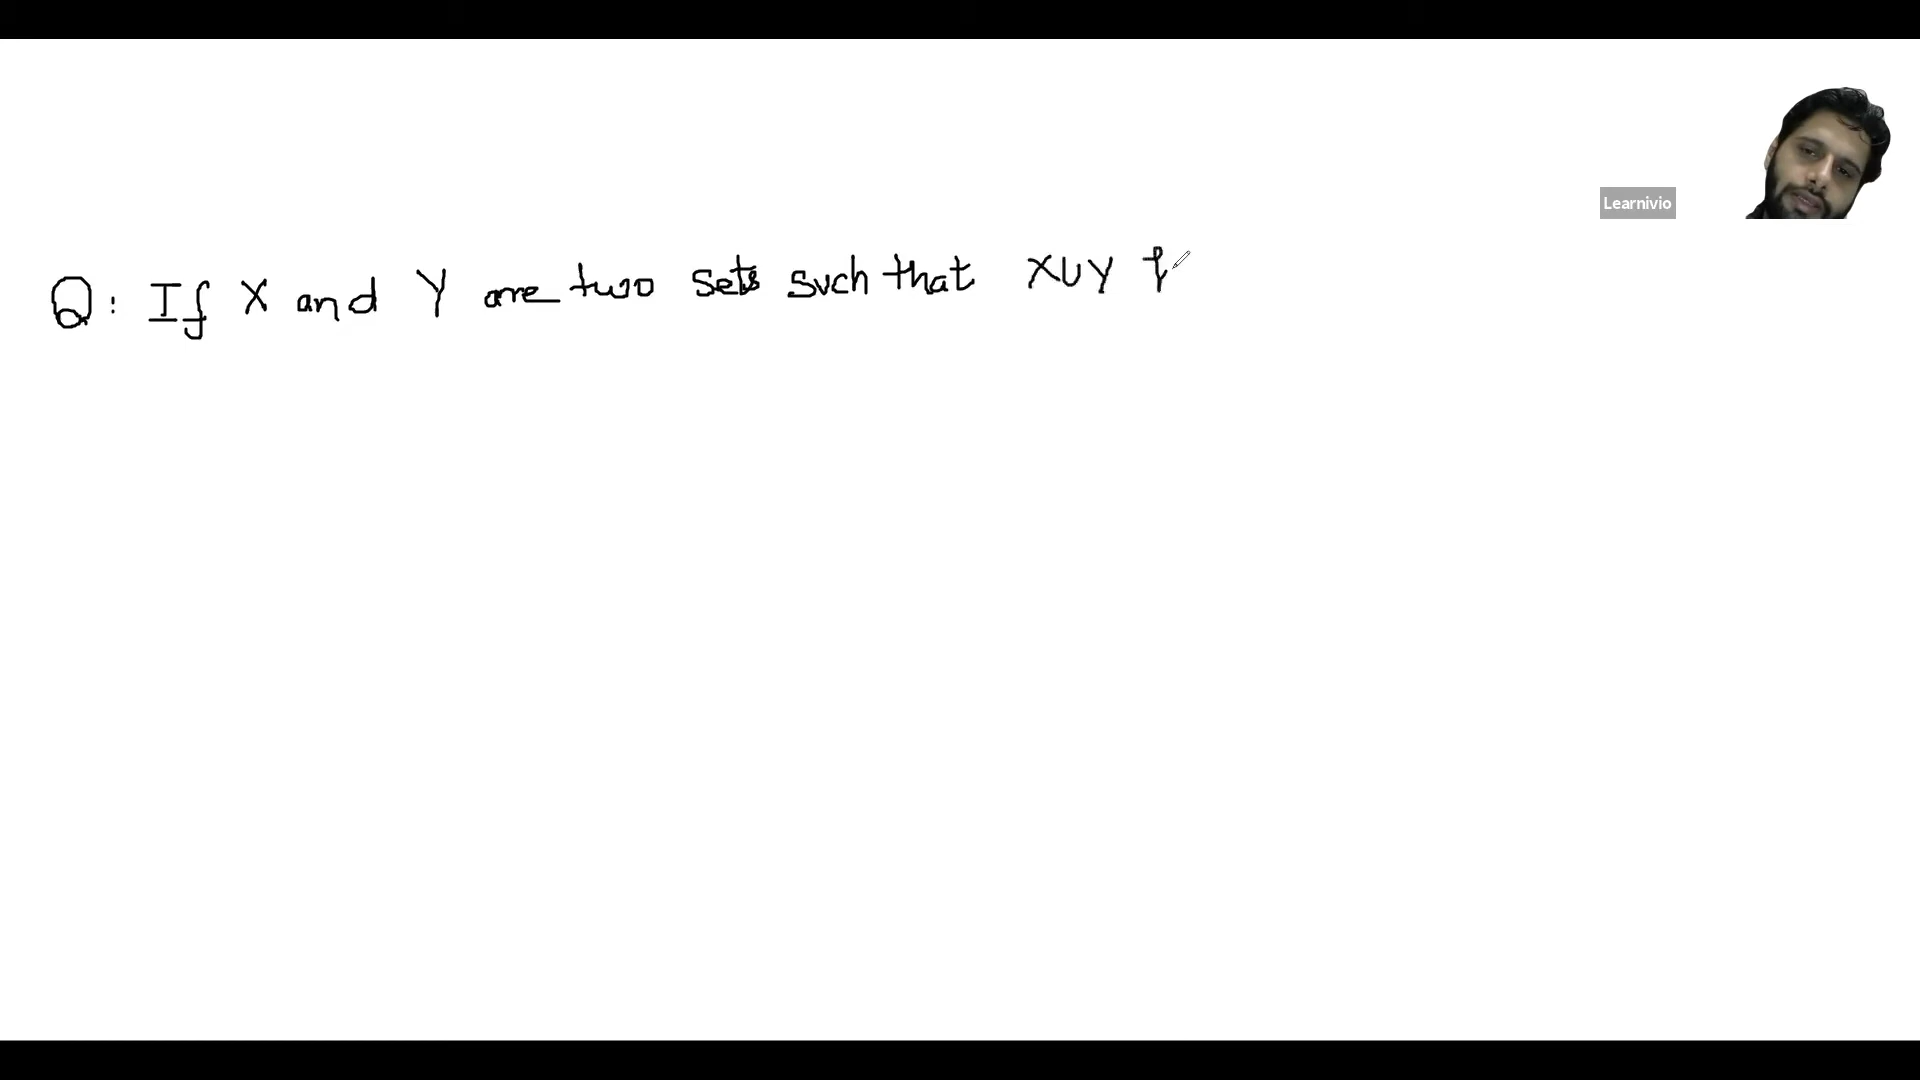 Learnivio
Q: If X and Y are two sets such that X∪Y